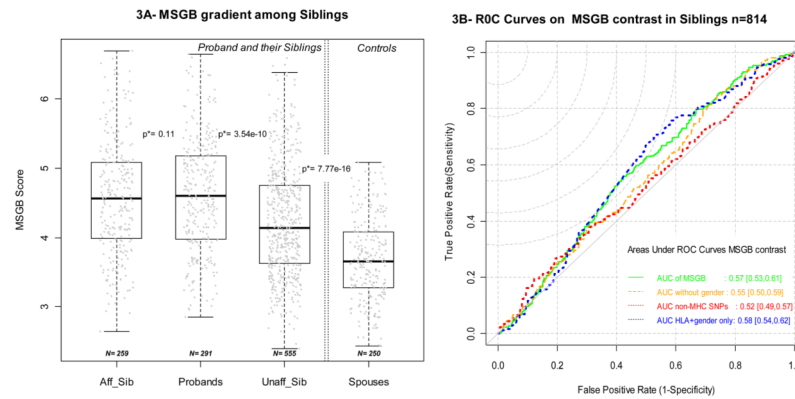 3A- MSGB gradient among Siblings
Proband and their Siblings
Controls
MSGB Score
6
5
4
3
p*= 0.11
p*= 3.54e-10
p*= 7.77e-16
N= 259
N= 291
N= 555
N= 250
Aff_Sib
Probands
Unaff_Sib
Spouses
3B- R0C Curves on MSGB contrast in Siblings n=814
True Positive Rate(Sensitivity)
1.0
0.8
0.6
0.4
0.2
0.0
Areas Under ROC Curves MSGB contrast
AUC of MSGB : 0.57 [0.53,0.61]
AUC without gender : 0.55 [0.50,0.59]
AUC non-MHC SNPs : 0.52 [0.49,0.57]
AUC HLA+gender only: 0.58 [0.54,0.62]
0.0
0.2
0.4
0.6
0.8
1.
False Positive Rate (1-Specificity)